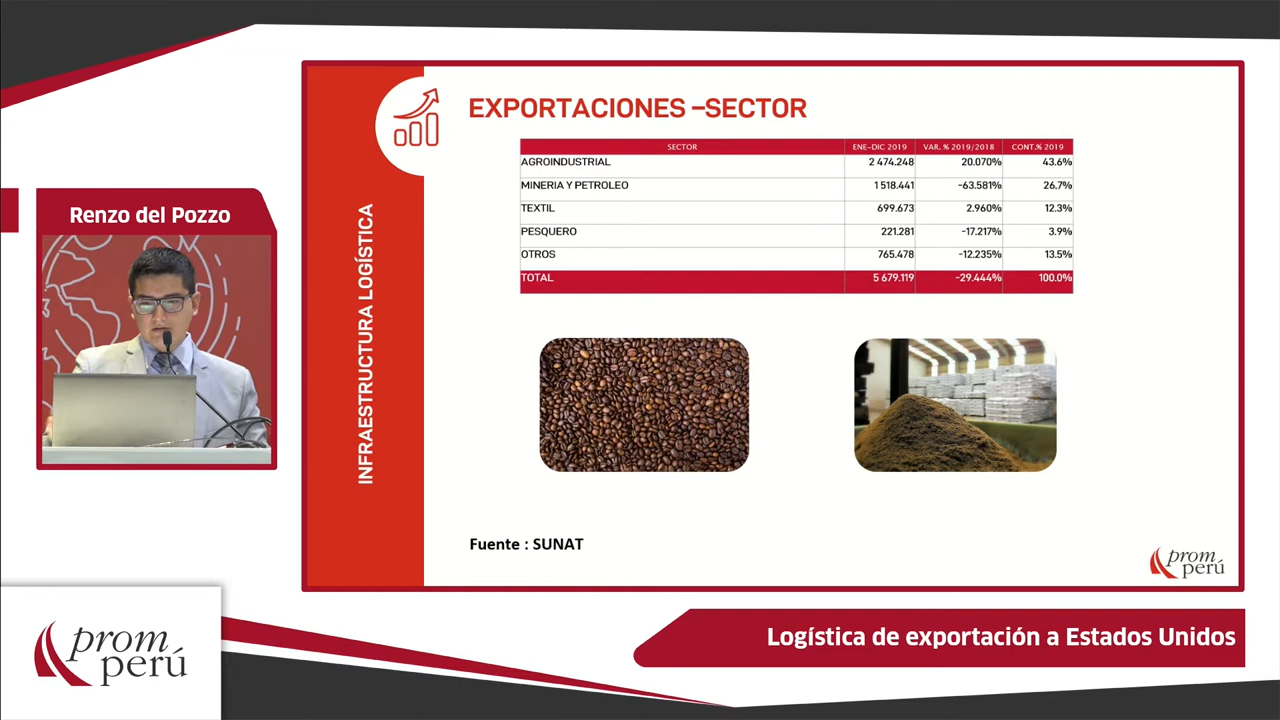 Renzo del Pozzo
INFRAESTRUCTURA LOGÍSTICA
EXPORTACIONES –SECTOR
SECTOR ENE-DIC 2019 VAR. % 2019/2018 CONT.% 2019
AGROINDUSTRIAL 2 474.248 20.070% 43.6%
MINERIA Y PETROLEO 1 518.441 -63.581% 26.7%
TEXTIL 699.673 2.960% 12.3%
PESQUERO 221.281 -17.217% 3.9%
OTROS 765.478 -12.235% 13.5%
TOTAL 5 679.119 -29.444% 100.0%
Fuente : SUNAT
prom
perú
Logística de exportación a Estados Unidos
prom
perú